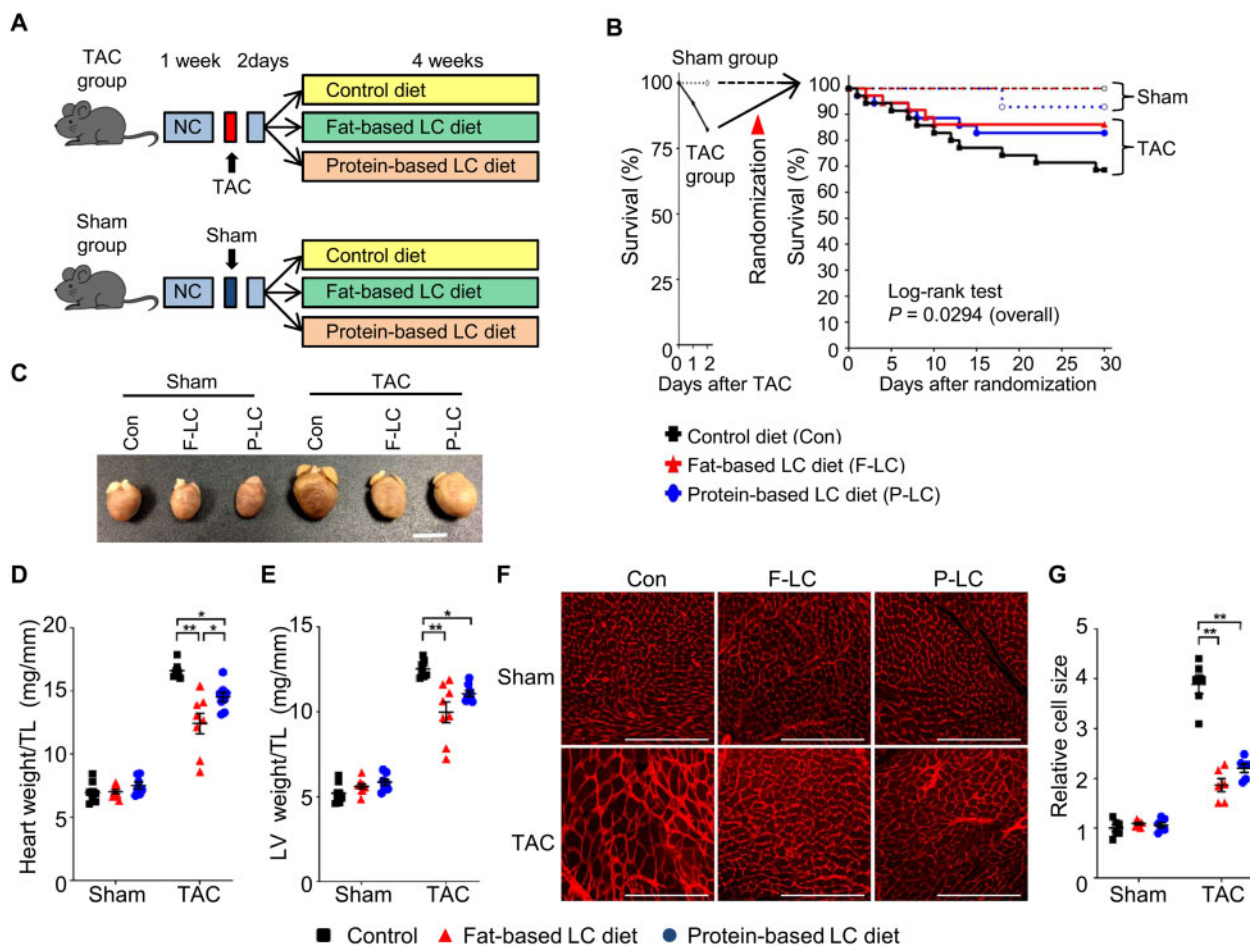 A
TAC
group
1 week
2days
4 weeks
NC
TAC
Control diet
Fat-based LC diet
Protein-based LC diet
Sham
group
Sham
NC
Control diet
Fat-based LC diet
Protein-based LC diet
B
Sham group
100
75
50
25
0
Survival (%)
TAC
group
Randomization
0 1 2
Days after TAC
100
90
80
70
60
50
40
30
20
10
0
Survival (%)
Sham
TAC
Log-rank test
P = 0.0294 (overall)
0 5 10 15 20 25 30
Days after randomization
Control diet (Con)
Fat-based LC diet (F-LC)
Protein-based LC diet (P-LC)
C
Sham TAC
Con F-LC P-LC Con F-LC P-LC
D
Heart weight/TL (mg/mm)
20
15
10
5
0
* ** *
Sham TAC
E
LV weight/TL (mg/mm)
15
10
5
0
* **
Sham TAC
F
Con F-LC P-LC
Sham
TAC
G
Relative cell size
5
4
3
2
1
0
** **
Sham TAC
Control Fat-based LC diet Protein-based LC diet